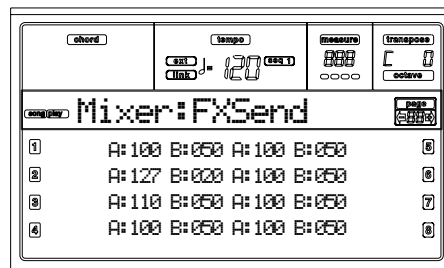 chord tempo measure transpose
ext link ♩= 120 seq 1 888 C 0
octave
song play Mixer:FXSend page 88
1 A:100 B:050 A:100 B:050 5
2 A:127 B:020 A:100 B:050 6
3 A:110 B:050 A:100 B:050 7
4 A:100 B:050 A:100 B:050 8